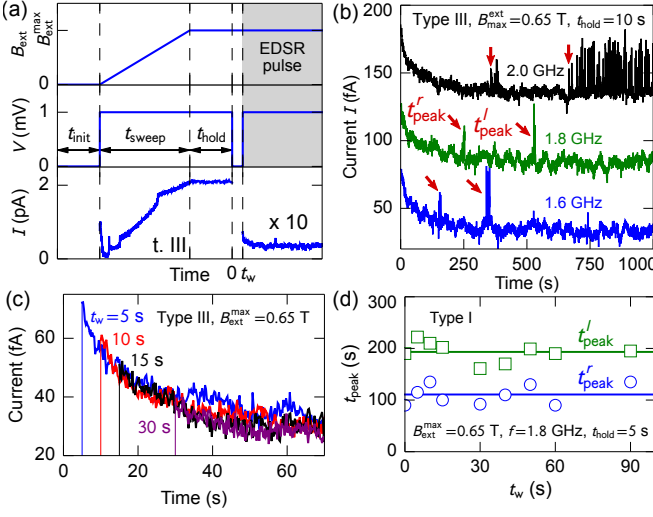 (a)
B_ext^max
B_ext
0
EDSR
pulse
V (mV)
1
0
t_init
t_sweep
t_hold
I (pA)
2
0
t. III
x 10
Time
0 t_w
(b)
Type III, B_max^ext=0.65 T, t_hold = 10 s
Current I (fA)
200
150
100
50
2.0 GHz
t_peak^r
t_peak^l
1.8 GHz
1.6 GHz
0 250 500 750 1000
Time (s)
(c)
t_w=5 s
Type III, B_ext^max=0.65 T
10 s
15 s
30 s
Current (fA)
60
40
20
0 20 40 60
Time (s)
(d)
Type I
t_peak (s)
300
200
100
0
t_peak^l
t_peak^r
B_ext^max=0.65 T, f=1.8 GHz, t_hold=5 s
0 30 60 90
t_w (s)